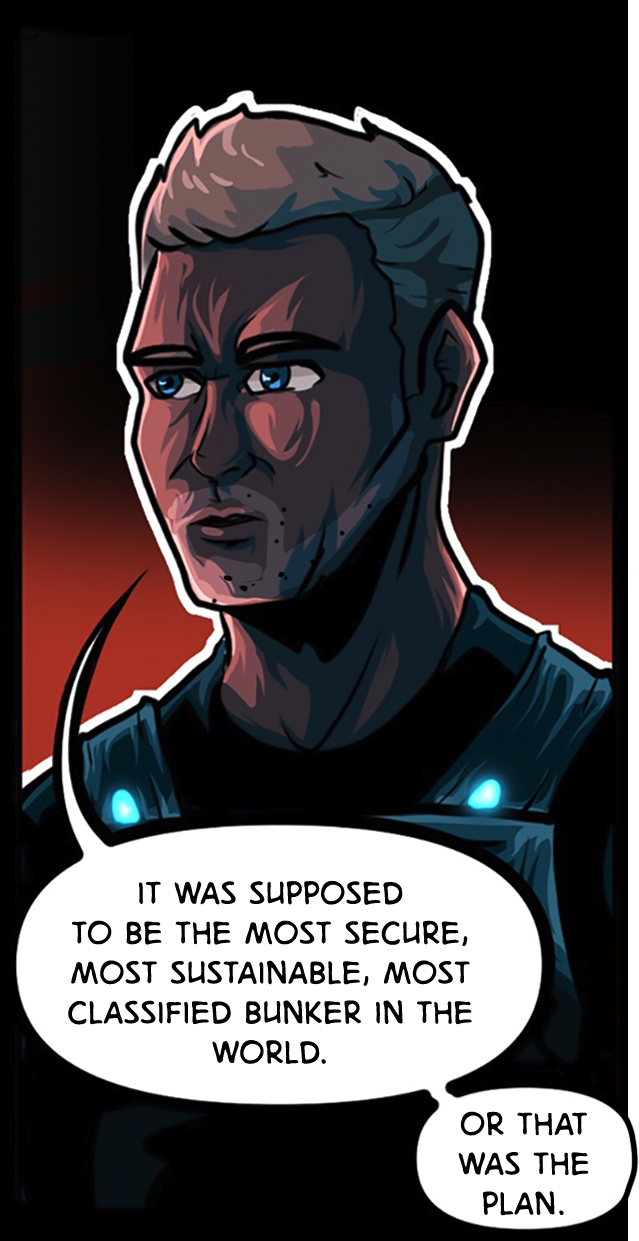 IT WAS SUPPOSED
TO BE THE MOST SECURE,
MOST SUSTAINABLE, MOST
CLASSIFIED BUNKER IN THE
WORLD.
OR THAT
WAS THE
PLAN.